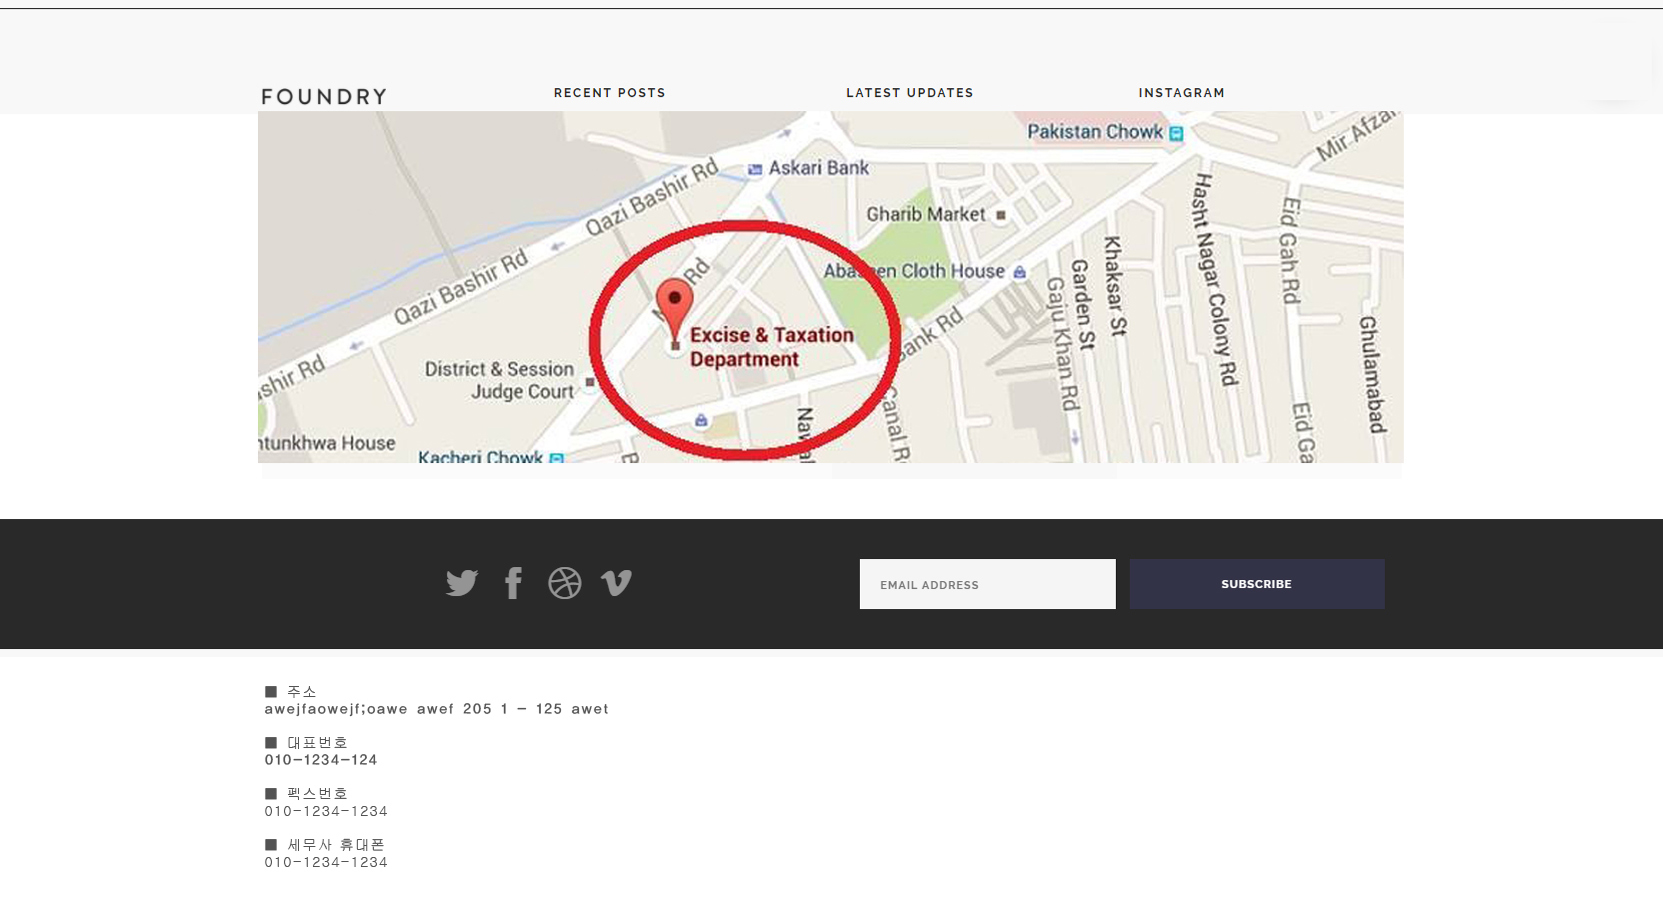 FOUNDRY
RECENT POSTS
LATEST UPDATES
INSTAGRAM
Pakistan Chowk
Mir Afzal
Askari Bank
Qazi Bashir Rd
Gharib Market
Hasht Nagar Colony Rd
Eid Gah Rd
Khaksar St
Garden St
Gaju Khan Rd
Qazi Bashir Rd
Rd
Abaseen Cloth House
Excise & Taxation
Department
Bank Rd
Ghulamabad
District & Session
Judge Court
ashir Rd
Canal R
Eid Ga
Nawa
ntunkhwa House
Kacheri Chowk
EMAIL ADDRESS
SUBSCRIBE
■ 주소
awejfaowejf;oawe awef 205 1 - 125 awet
■ 대표번호
010-1234-124
■ 펙스번호
010-1234-1234
■ 세무사 휴대폰
010-1234-1234